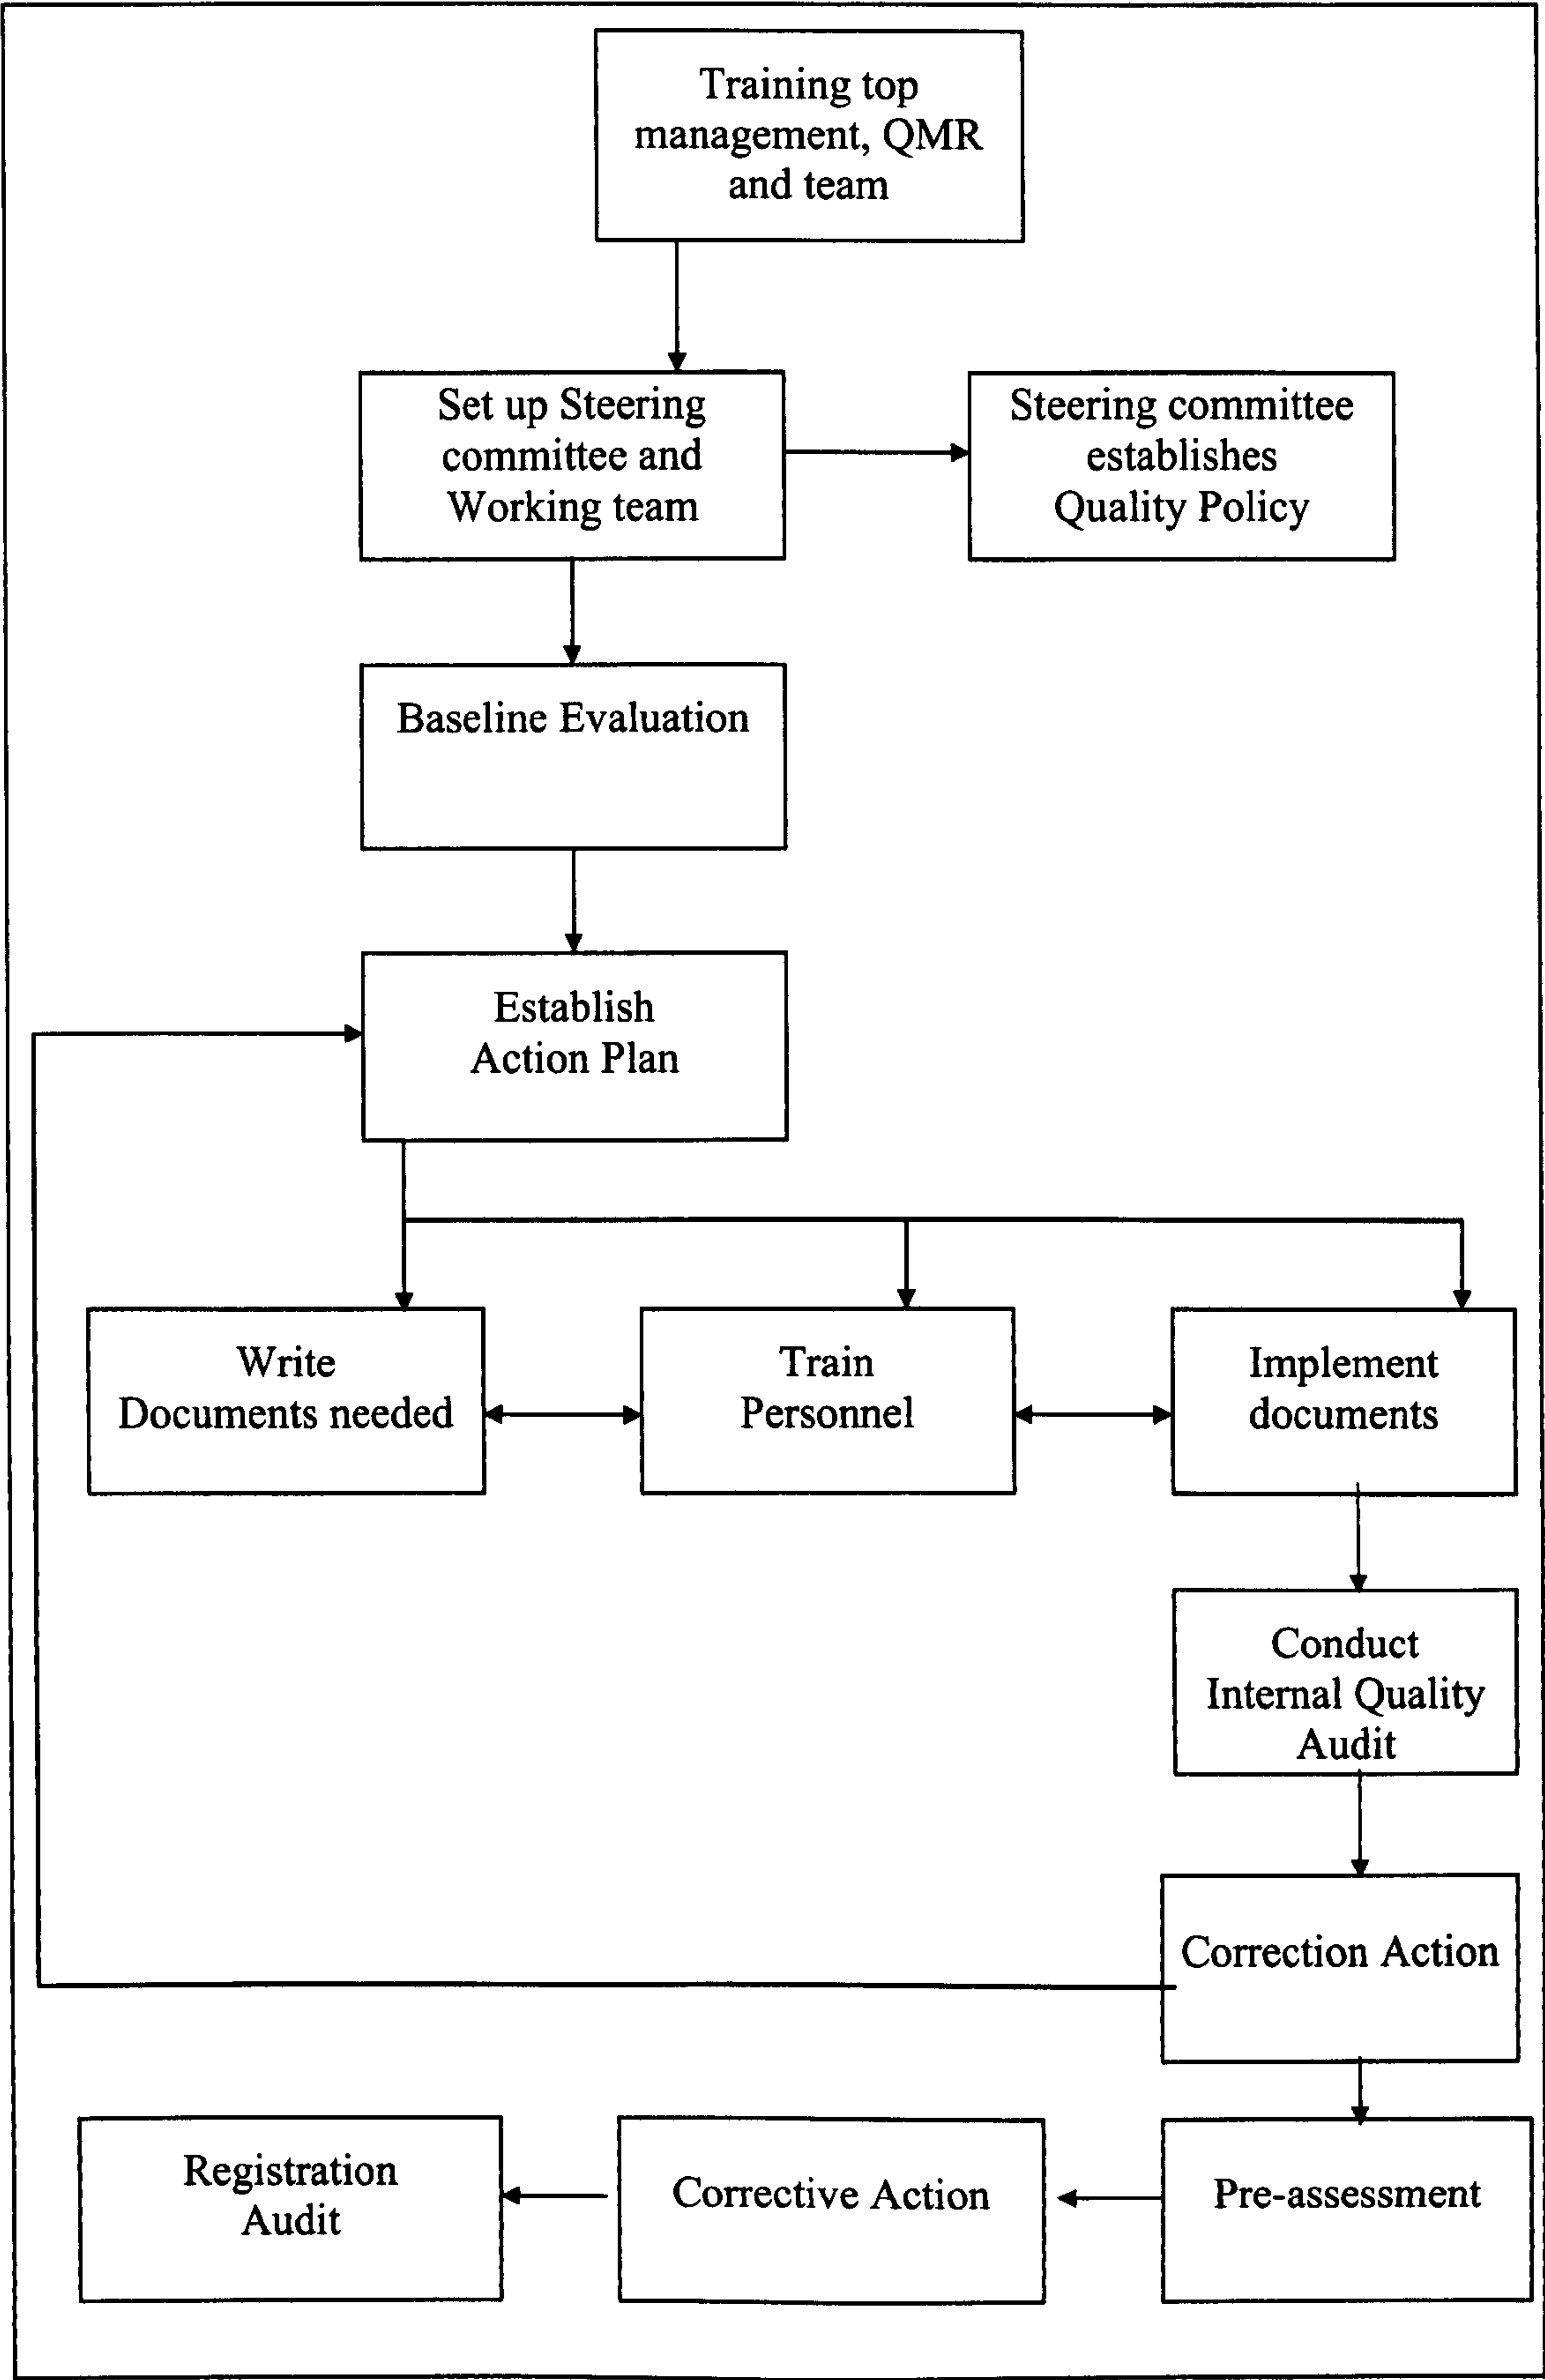 Training top
management, QMR
and team
Set up Steering
committee and
Working team
Steering committee
establishes
Quality Policy
Baseline Evaluation
Establish
Action Plan
Write
Documents needed
Train
Personnel
Implement
documents
Conduct
Internal Quality
Audit
Correction Action
Registration
Audit
Corrective Action
Pre-assessment